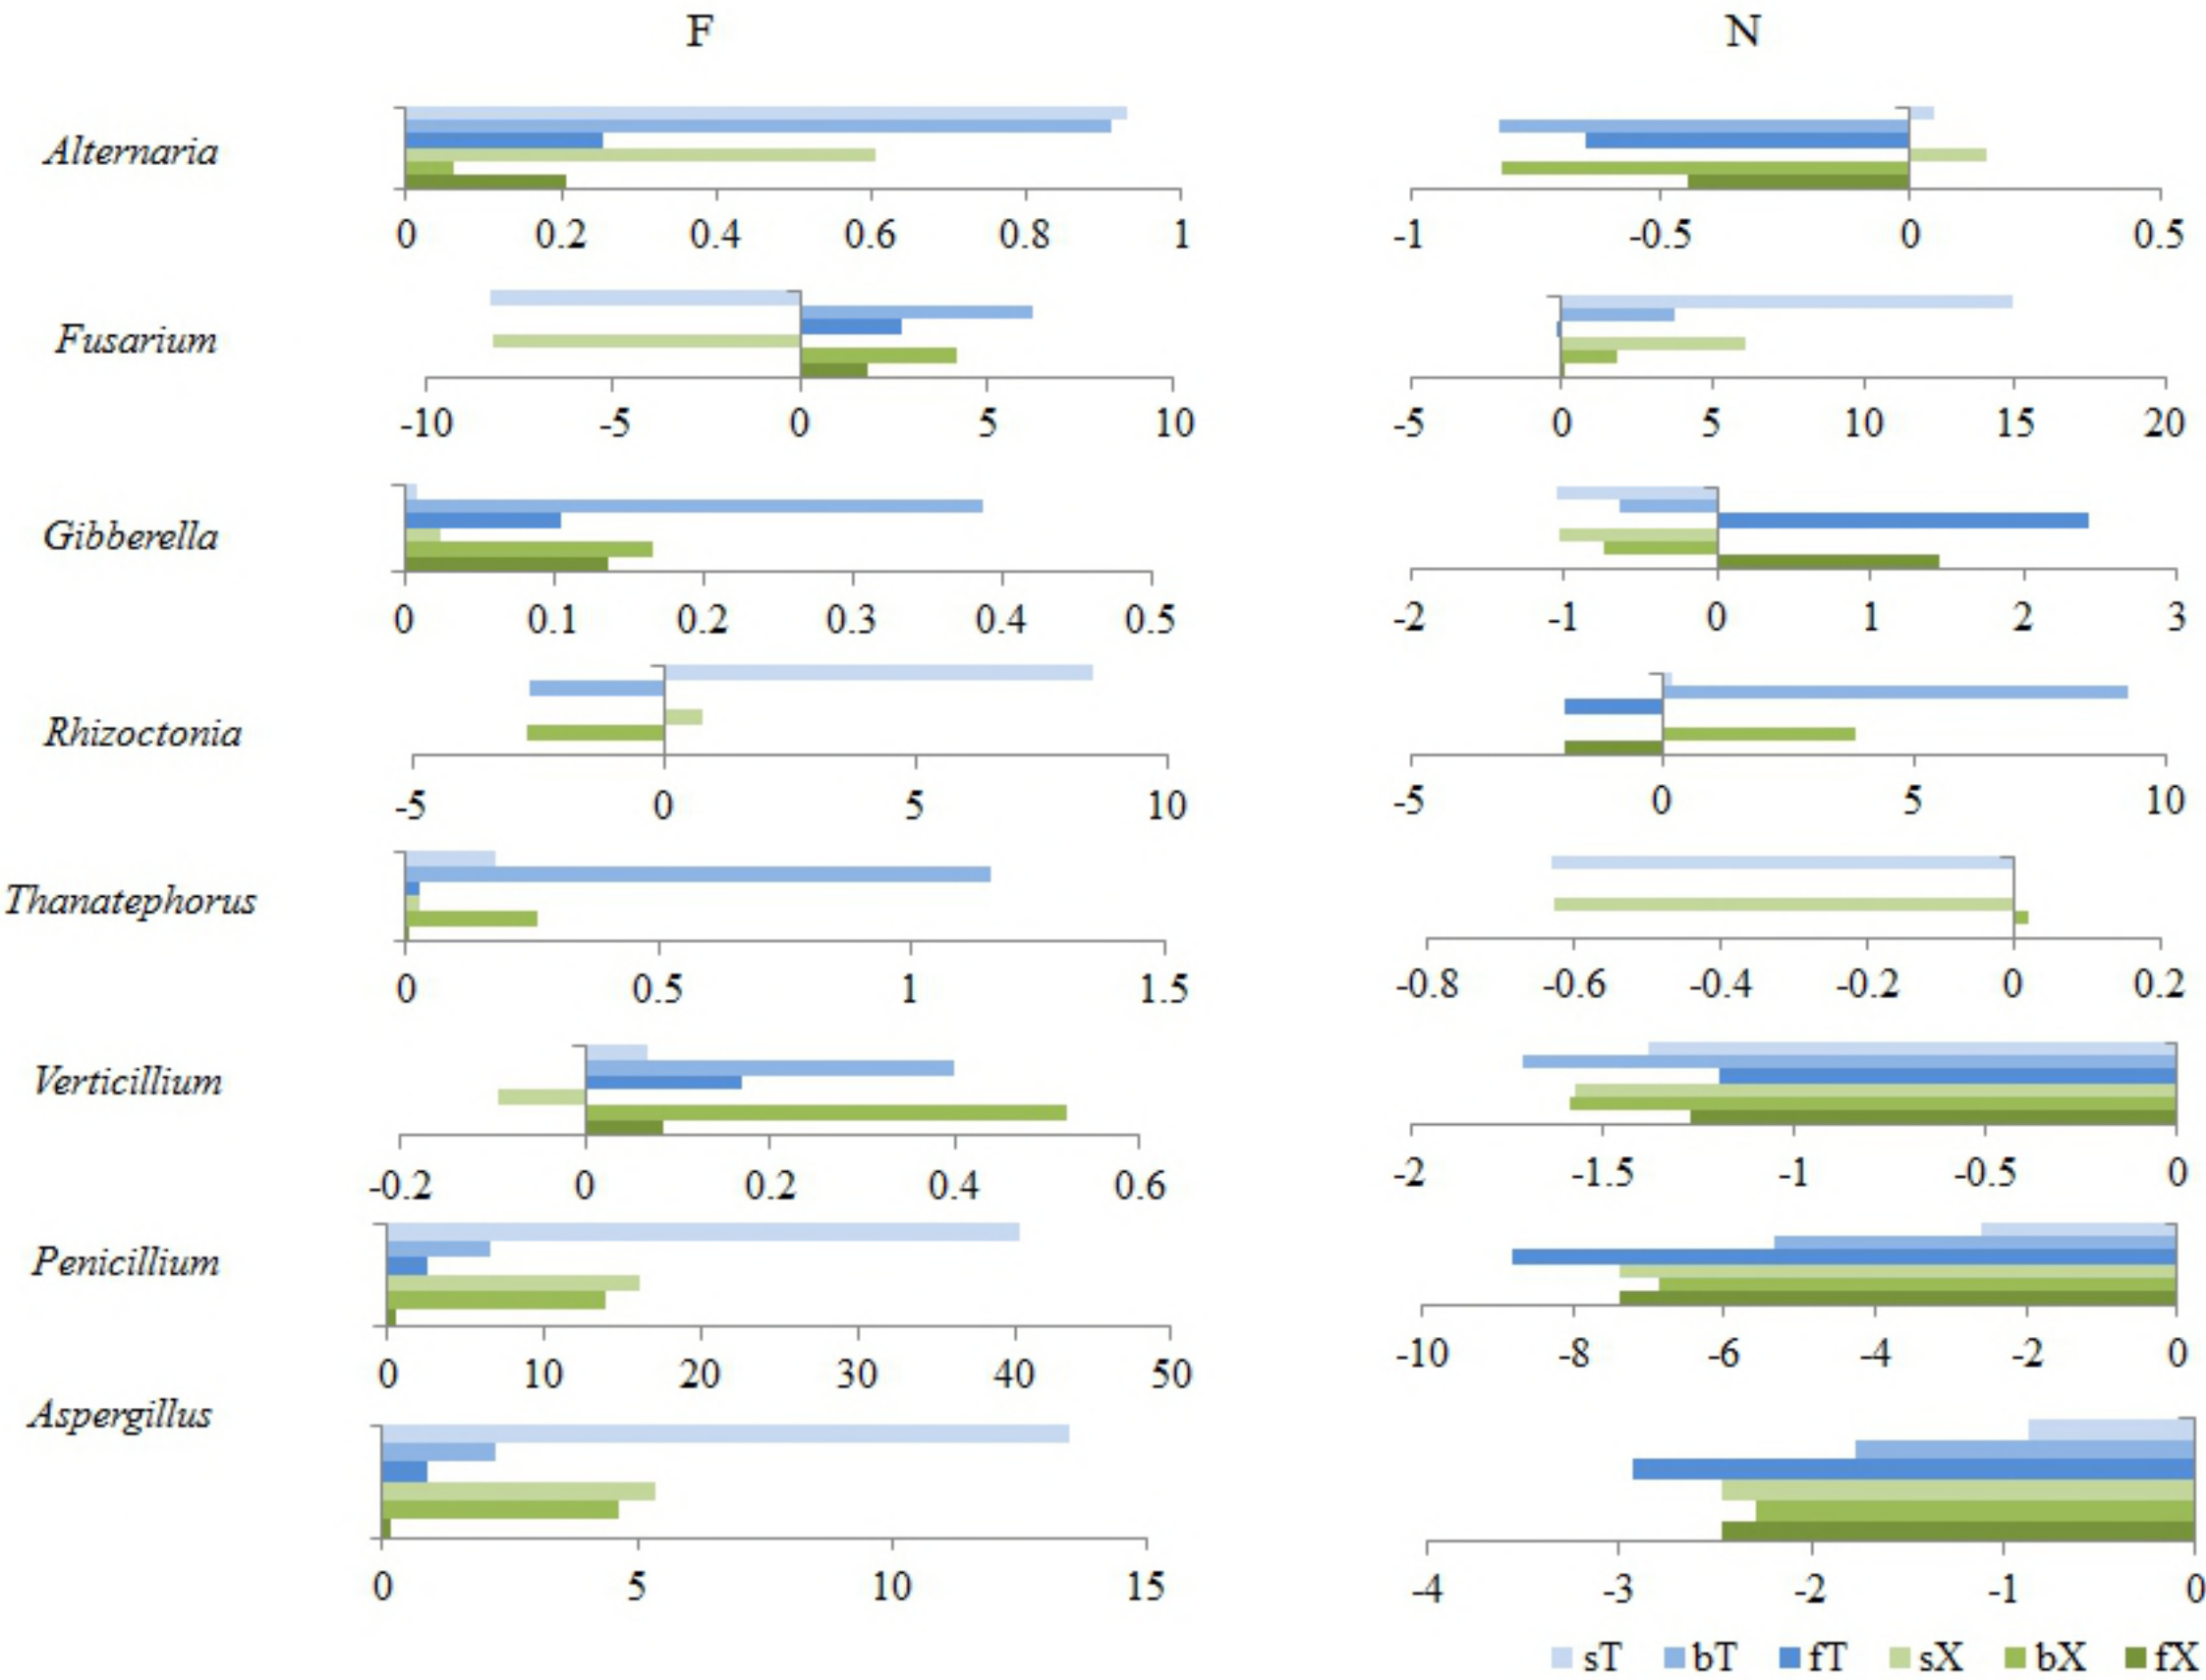 F N
Alternaria
0 0.2 0.4 0.6 0.8 1 -1 -0.5 0 0.5
Fusarium
-10 -5 0 5 10 -5 0 5 10 15 20
Gibberella
0 0.1 0.2 0.3 0.4 0.5 -2 -1 0 1 2 3
Rhizoctonia
-5 0 5 10 -5 0 5 10
Thanatephorus
0 0.5 1 1.5 -0.8 -0.6 -0.4 -0.2 0 0.2
Verticillium
-0.2 0 0.2 0.4 0.6 -2 -1.5 -1 -0.5 0
Penicillium
0 10 20 30 40 50 -10 -8 -6 -4 -2 0
Aspergillus
0 5 10 15 -4 -3 -2 -1 0
sT bT fT sX bX fX